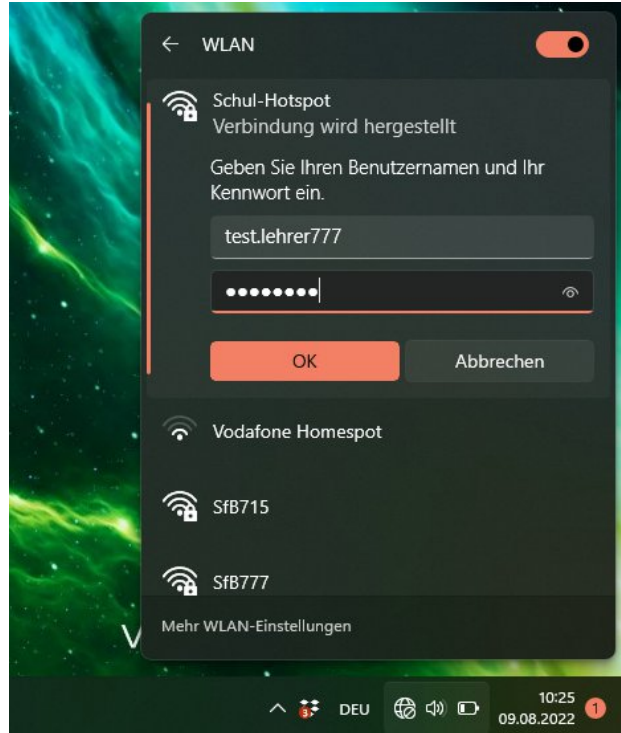 ← WLAN
Schul-Hotspot
Verbindung wird hergestellt
Geben Sie Ihren Benutzernamen und Ihr
Kennwort ein.
test.lehrer777
●●●●●●●●
OK Abbrechen
Vodafone Homespot
SfB715
SfB777
Mehr WLAN-Einstellungen
V
3 DEU 10:25 1
09.08.2022